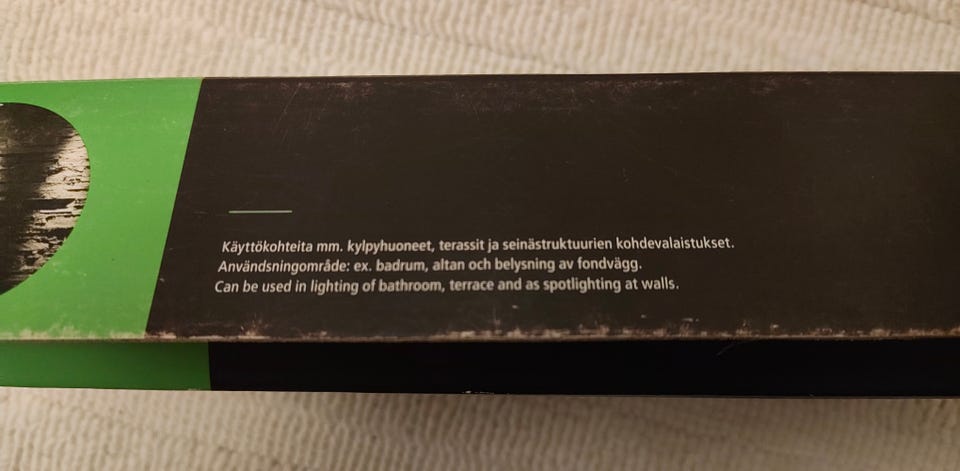 Käyttökohteita mm. kylpyhuoneet, terassit ja seinästruktuurien kohdevalaistukset.
Användsningområde: ex. badrum, altan och belysning av fondvägg.
Can be used in lighting of bathroom, terrace and as spotlighting at walls.